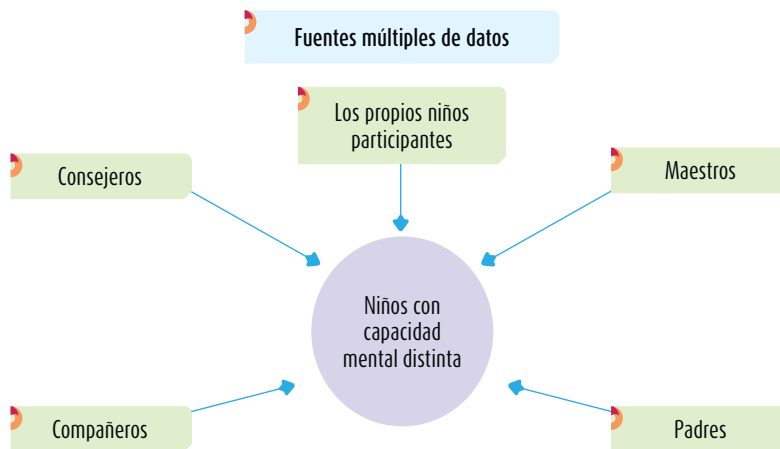 Fuentes múltiples de datos
Los propios niños
participantes
Consejeros
Maestros
Niños con
capacidad
mental distinta
Compañeros
Padres